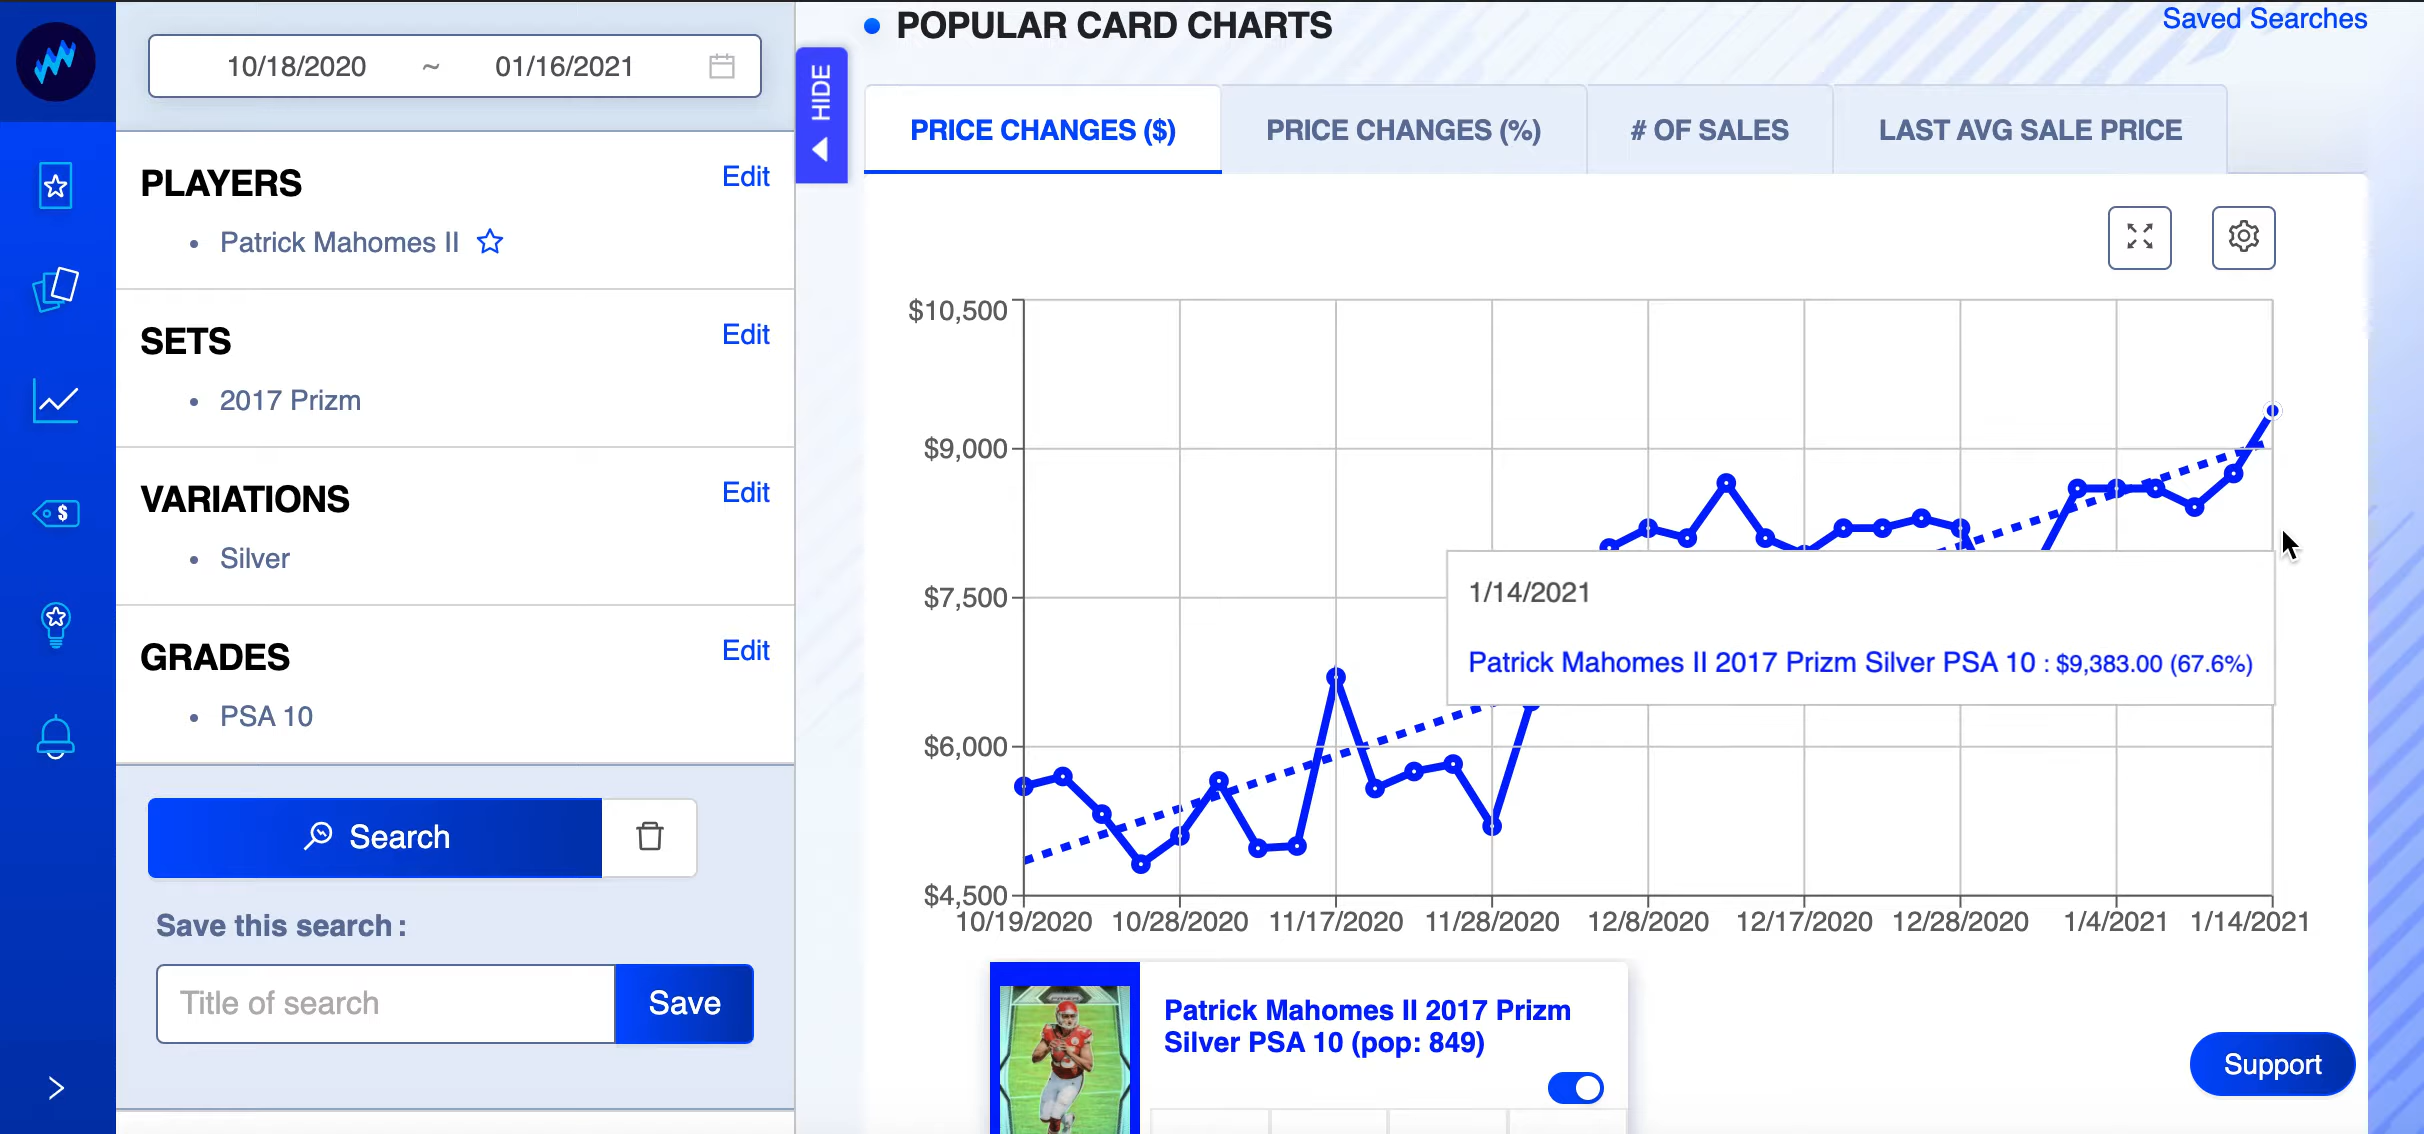 10/18/2020 ~ 01/16/2021
PLAYERS Edit
• Patrick Mahomes II
SETS Edit
• 2017 Prizm
VARIATIONS Edit
• Silver
GRADES Edit
• PSA 10
Search
Save this search :
Title of search
Save
HIDE
POPULAR CARD CHARTS
Saved Searches
PRICE CHANGES ($)
PRICE CHANGES (%)
# OF SALES
LAST AVG SALE PRICE
$10,500
$9,000
$7,500
$6,000
$4,500
1/14/2021
Patrick Mahomes II 2017 Prizm Silver PSA 10 : $9,383.00 (67.6%)
10/19/2020 10/28/2020 11/17/2020 11/28/2020 12/8/2020 12/17/2020 12/28/2020 1/4/2021 1/14/2021
Patrick Mahomes II 2017 Prizm
Silver PSA 10 (pop: 849)
Support